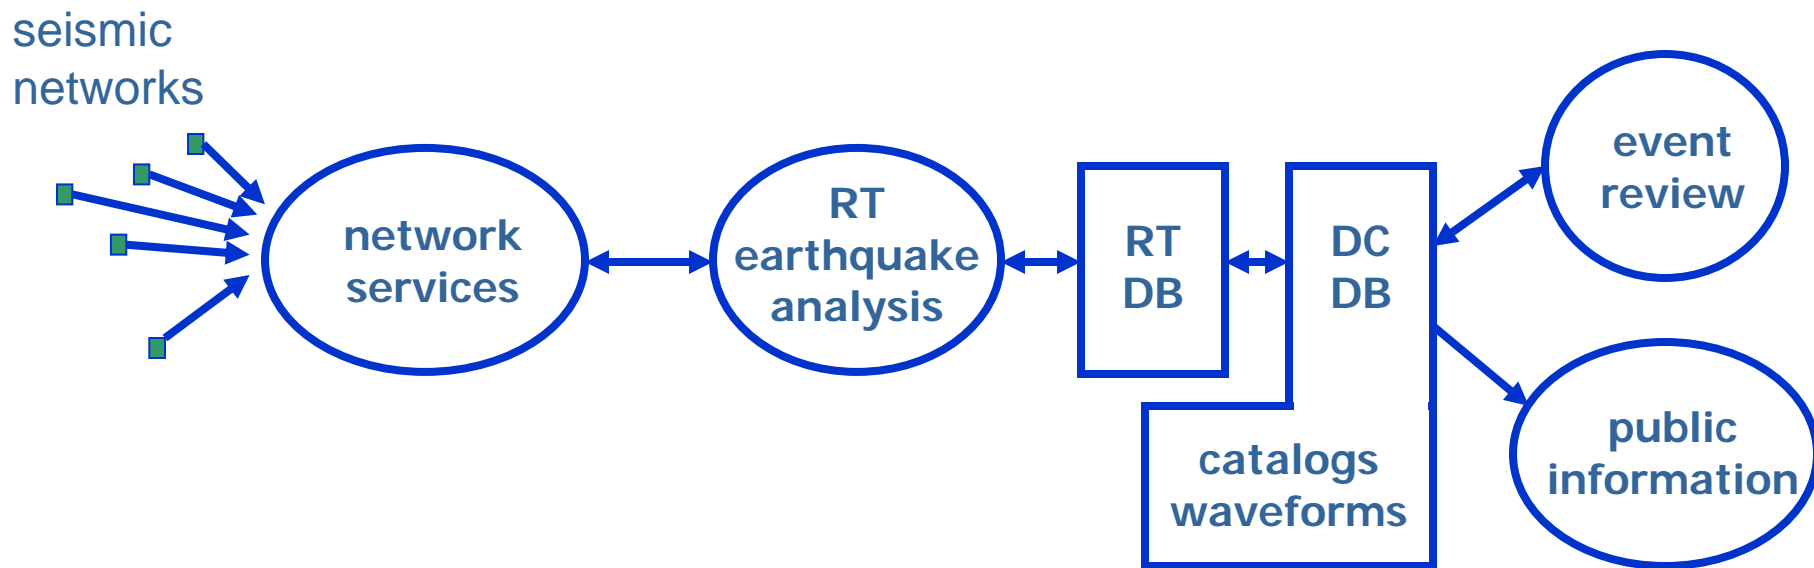 seismic
networks
network
services
RT
earthquake
analysis
RT
DB
DC
DB
catalogs
waveforms
event
review
public
information